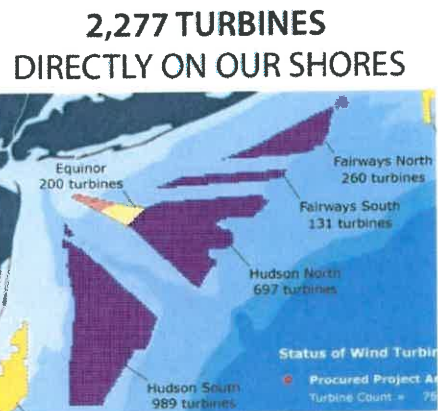 2,277 TURBINES
DIRECTLY ON OUR SHORES
Equinor
200 turbines
Fairways North
260 turbines
Fairways South
131 turbines
Hudson North
697 turbines
Hudson South
989 turbines
Status of Wind
Procured Project
Turbine Count =